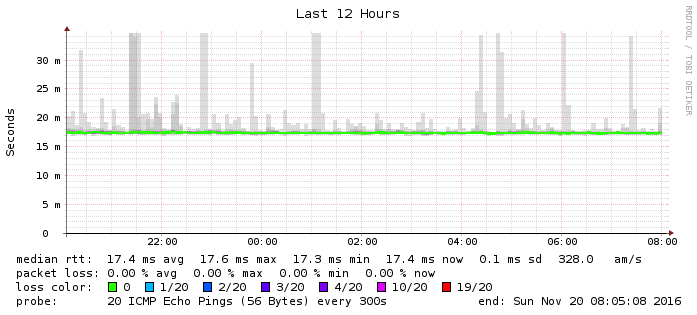 Last 12 Hours
RRDTOOL / TOBI OETIKER
Seconds
30 m
25 m
20 m
15 m
10 m
5 m
0
22:00 00:00 02:00 04:00 06:00 08:00
median rtt: 17.4 ms avg 17.6 ms max 17.3 ms min 17.4 ms now 0.1 ms sd 328.0 am/s
packet loss: 0.00 % avg 0.00 % max 0.00 % min 0.00 % now
loss color: 0 1/20 2/20 3/20 4/20 10/20 19/20
probe: 20 ICMP Echo Pings (56 Bytes) every 300s end: Sun Nov 20 08:05:08 2016